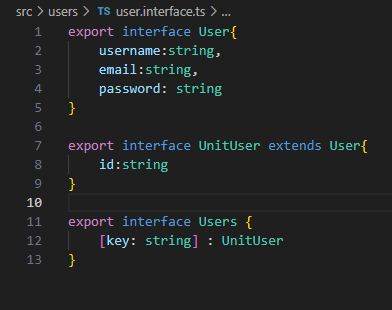 src > users > TS user.interface.ts > ...
1 export interface User{
2 username:string,
3 email:string,
4 password: string
5 }
6
7 export interface UnitUser extends User{
8 id:string
9 }
10
11 export interface Users {
12 [key: string] : UnitUser
13 }